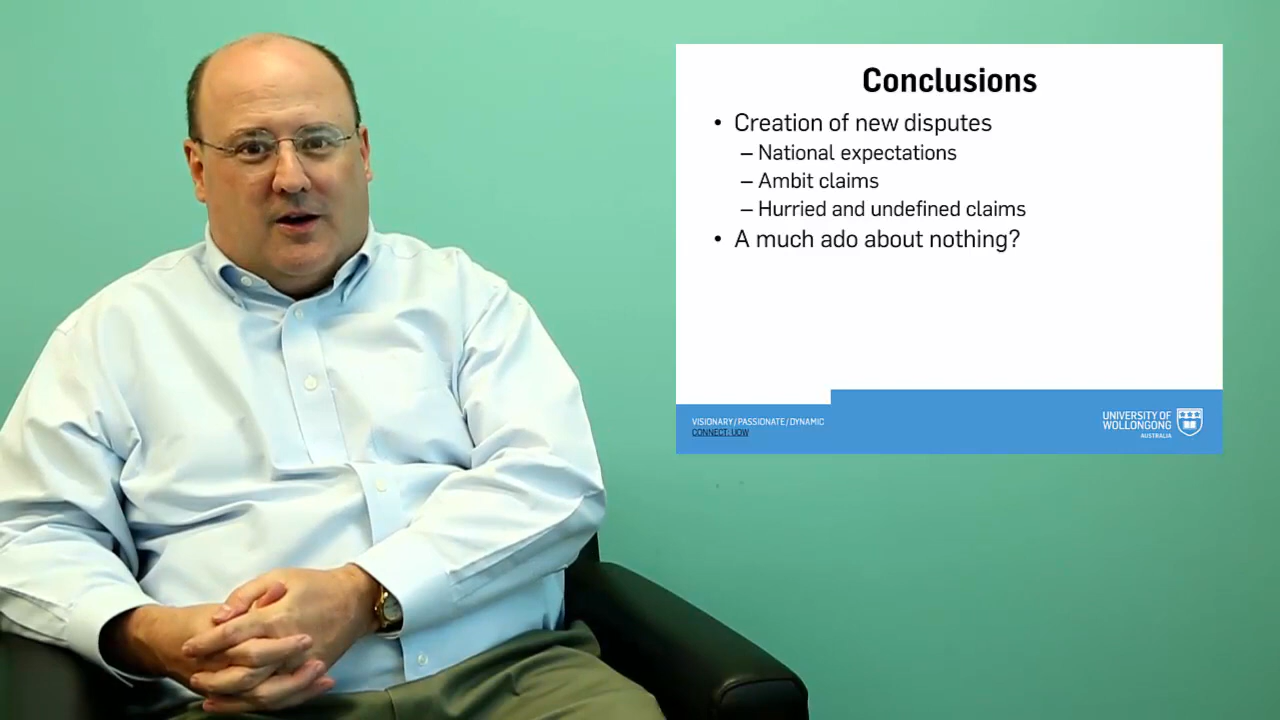 Conclusions
• Creation of new disputes
– National expectations
– Ambit claims
– Hurried and undefined claims
• A much ado about nothing?
VISIONARY / PASSIONATE / DYNAMIC
CONNECT: UOW
UNIVERSITY OF
WOLLONGONG
AUSTRALIA